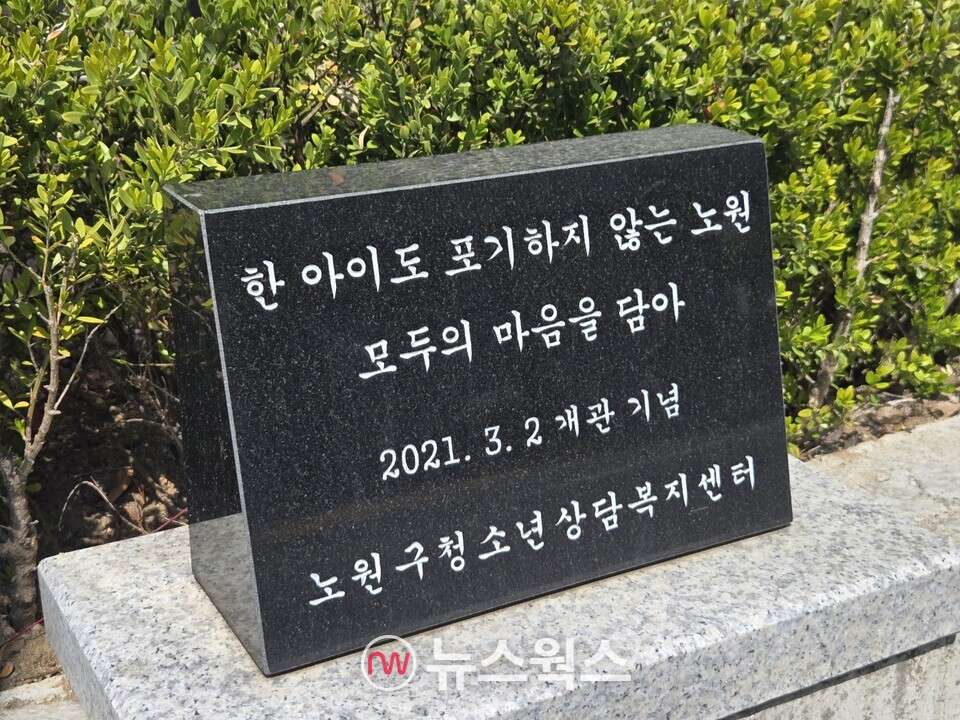 한 아이도 포기하지 않는 노원
모두의 마음을 담아
2021. 3. 2 개관 기념
노원구청소년상담복지센터
nw 뉴스웍스